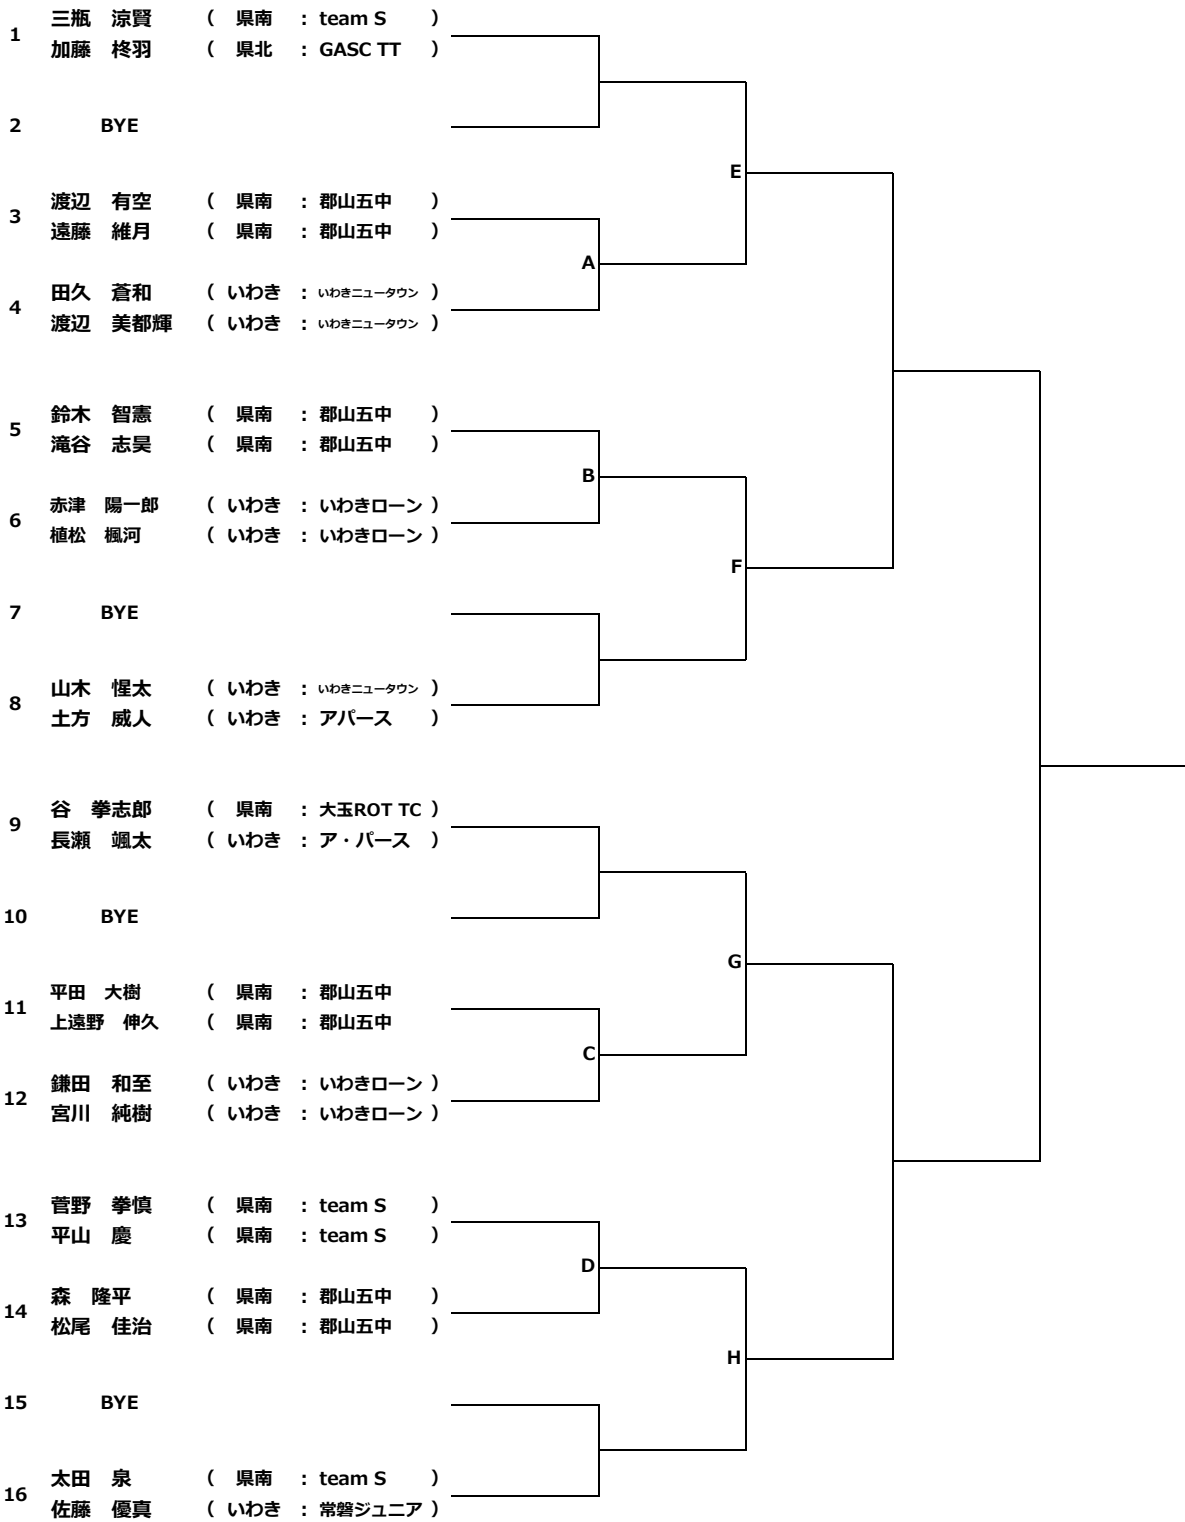 1
三瓶　涼賢 （ 県南 ： team S ）
加藤　柊羽 （ 県北 ： GASC TT ）
2 BYE
E
3
渡辺　有空 （ 県南 ： 郡山五中 ）
遠藤　維月 （ 県南 ： 郡山五中 ）
A
4
田久　蒼和 （ いわき ： いわきニュータウン ）
渡辺　美都輝 （ いわき ： いわきニュータウン ）
5
鈴木　智憲 （ 県南 ： 郡山五中 ）
滝谷　志昊 （ 県南 ： 郡山五中 ）
B
6
赤津　陽一郎 （ いわき ： いわきローン ）
植松　楓河 （ いわき ： いわきローン ）
F
7 BYE
8
山木　惺太 （ いわき ： いわきニュータウン ）
土方　威人 （ いわき ： アパース ）
9
谷　拳志郎 （ 県南 ： 大玉ROT TC ）
長瀬　颯太 （ いわき ： ア・パース ）
10 BYE
G
11
平田　大樹 （ 県南 ： 郡山五中
上遠野　伸久 （ 県南 ： 郡山五中
C
12
鎌田　和至 （ いわき ： いわきローン ）
宮川　純樹 （ いわき ： いわきローン ）
13
菅野　拳慎 （ 県南 ： team S ）
平山　慶 （ 県南 ： team S ）
D
14
森　隆平 （ 県南 ： 郡山五中 ）
松尾　佳治 （ 県南 ： 郡山五中 ）
H
15 BYE
16
太田　泉 （ 県南 ： team S ）
佐藤　優真 （ いわき ： 常磐ジュニア ）